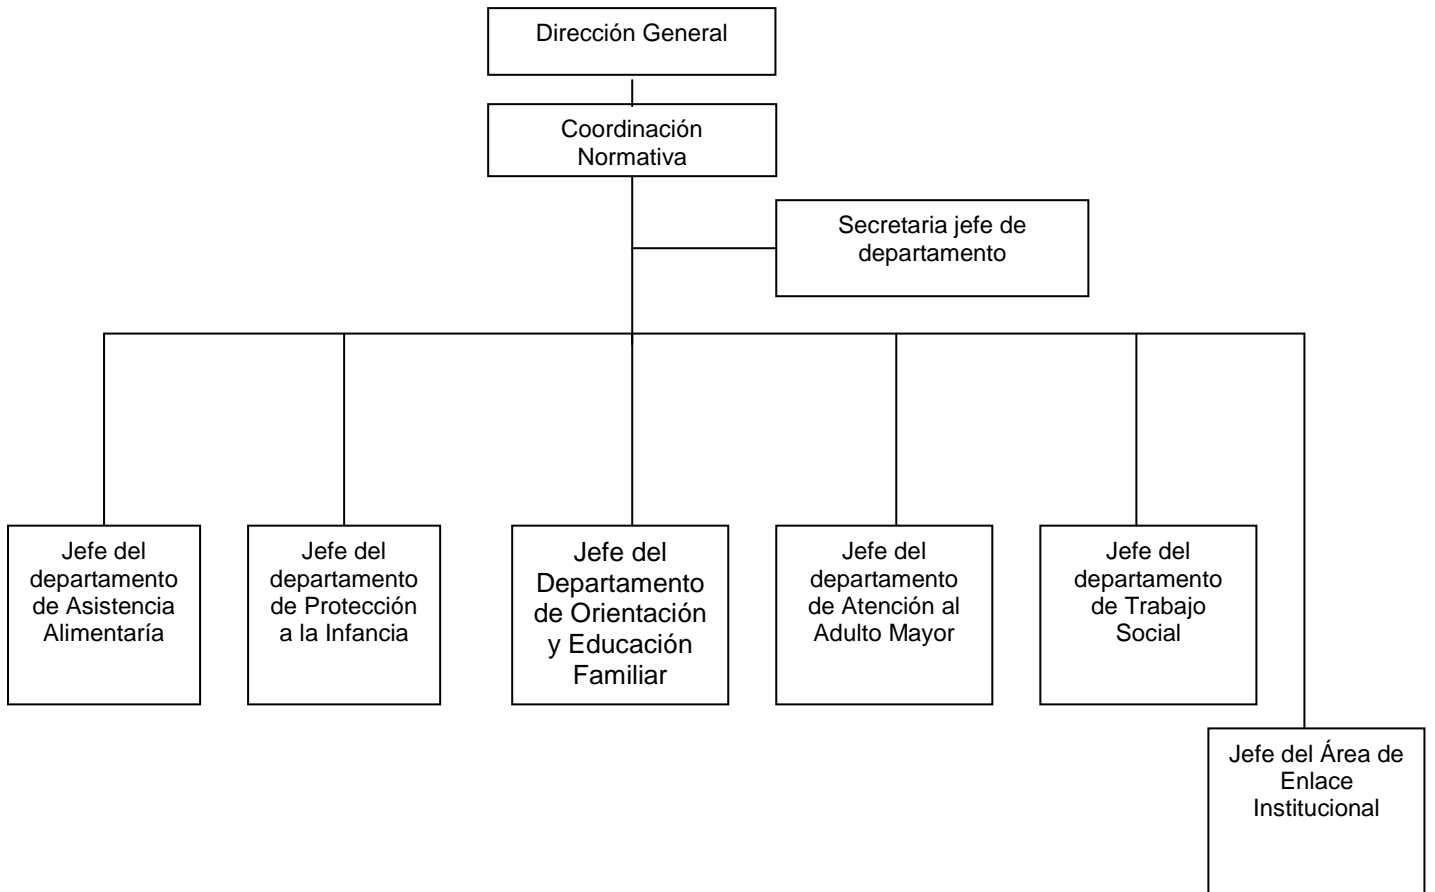 Dirección General
Coordinación
Normativa
Secretaria jefe de
departamento
Jefe del
departamento
de Asistencia
Alimentaría
Jefe del
departamento
de Protección
a la Infancia
Jefe del
Departamento
de Orientación
y Educación
Familiar
Jefe del
departamento
de Atención al
Adulto Mayor
Jefe del
departamento
de Trabajo
Social
Jefe del Área de
Enlace
Institucional